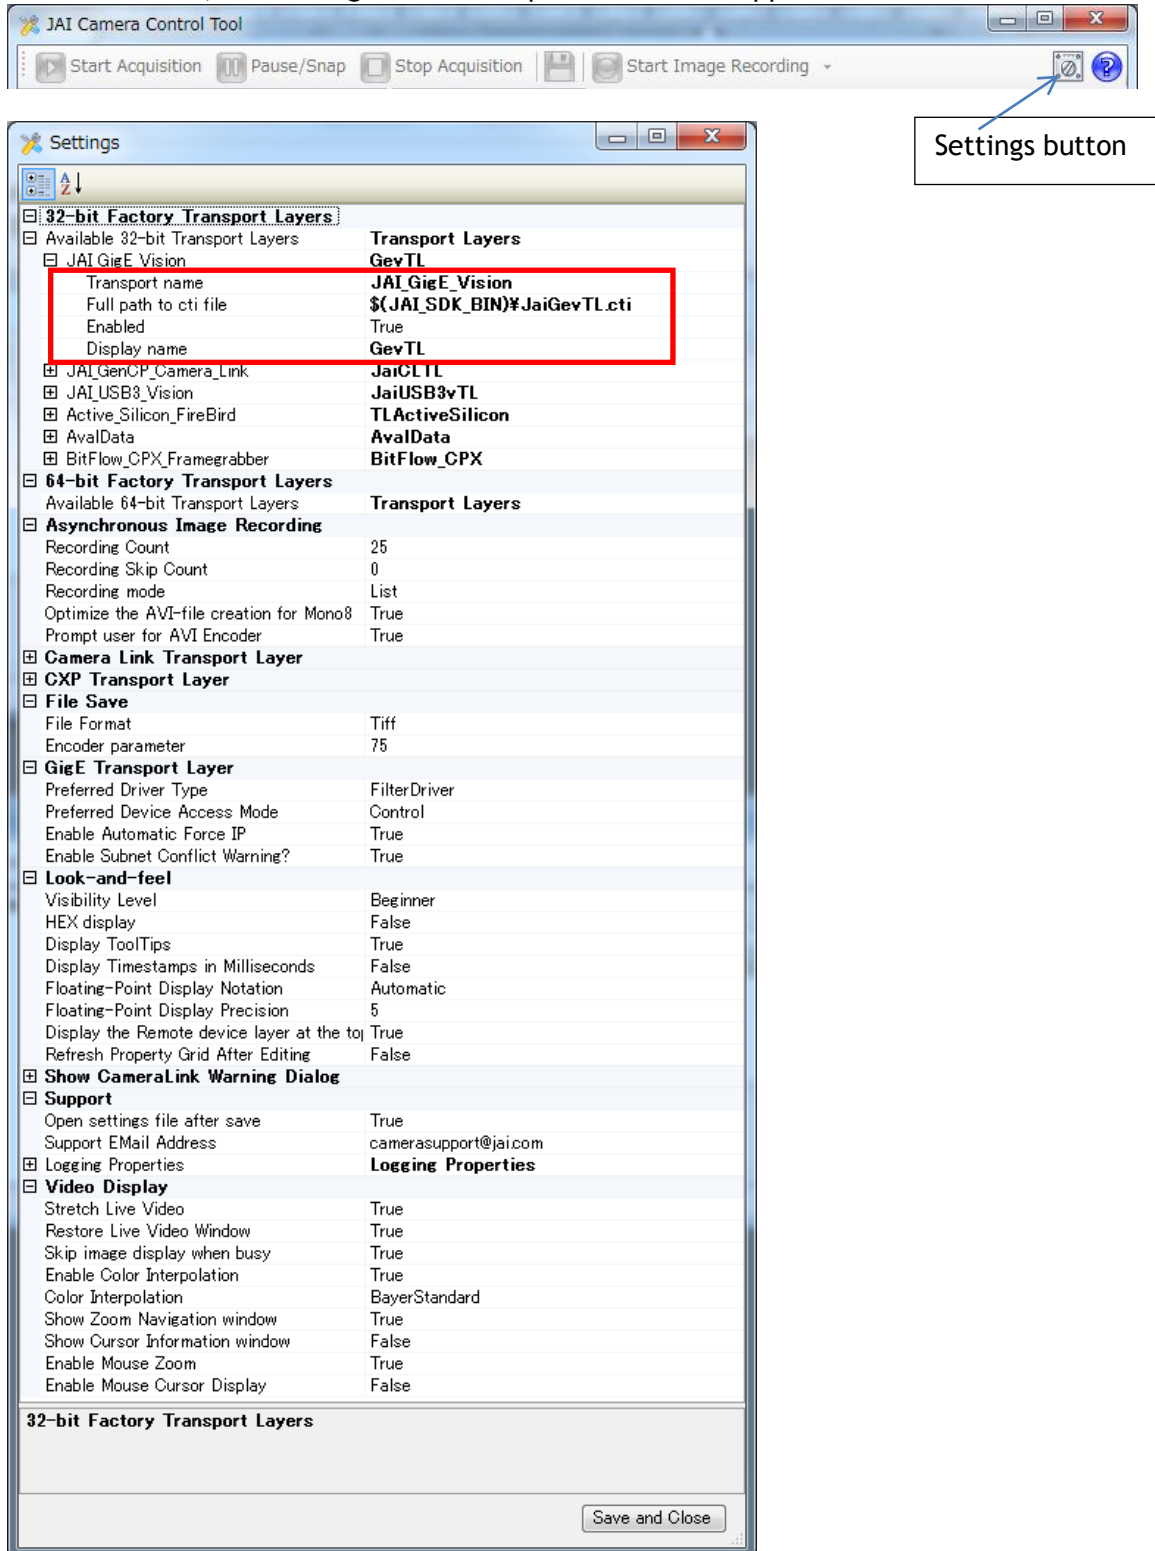 JAI Camera Control Tool
Start Acquisition Pause/Snap Stop Acquisition Start Image Recording
Settings button
Settings
32-bit Factory Transport Layers
Available 32-bit Transport Layers Transport Layers
JAI_GigE_Vision GevTL
Transport name JAI_GigE_Vision
Full path to cti file $(JAI_SDK_BIN)¥JaiGevTL.cti
Enabled True
Display name GevTL
JAI_GenCP_Camera_Link JaiCLTL
JAI_USB3_Vision JaiUSB3vTL
Active_Silicon_FireBird TLActiveSilicon
AvalData AvalData
BitFlow_CPX_Framegrabber BitFlow_CPX
64-bit Factory Transport Layers
Available 64-bit Transport Layers Transport Layers
Asynchronous Image Recording
Recording Count 25
Recording Skip Count 0
Recording mode List
Optimize the AVI-file creation for Mono8 True
Prompt user for AVI Encoder True
Camera Link Transport Layer
CXP Transport Layer
File Save
File Format Tiff
Encoder parameter 75
GigE Transport Layer
Preferred Driver Type FilterDriver
Preferred Device Access Mode Control
Enable Automatic Force IP True
Enable Subnet Conflict Warning? True
Look-and-feel
Visibility Level Beginner
HEX display False
Display ToolTips True
Display Timestamps in Milliseconds False
Floating-Point Display Notation Automatic
Floating-Point Display Precision 5
Display the Remote device layer at the to True
Refresh Property Grid After Editing False
Show CameraLink Warning Dialog
Support
Open settings file after save True
Support EMail Address camerasupport@jai.com
Logging Properties Logging Properties
Video Display
Stretch Live Video True
Restore Live Video Window True
Skip image display when busy True
Enable Color Interpolation True
Color Interpolation BayerStandard
Show Zoom Navigation window True
Show Cursor Information window False
Enable Mouse Zoom True
Enable Mouse Cursor Display False
32-bit Factory Transport Layers
Save and Close